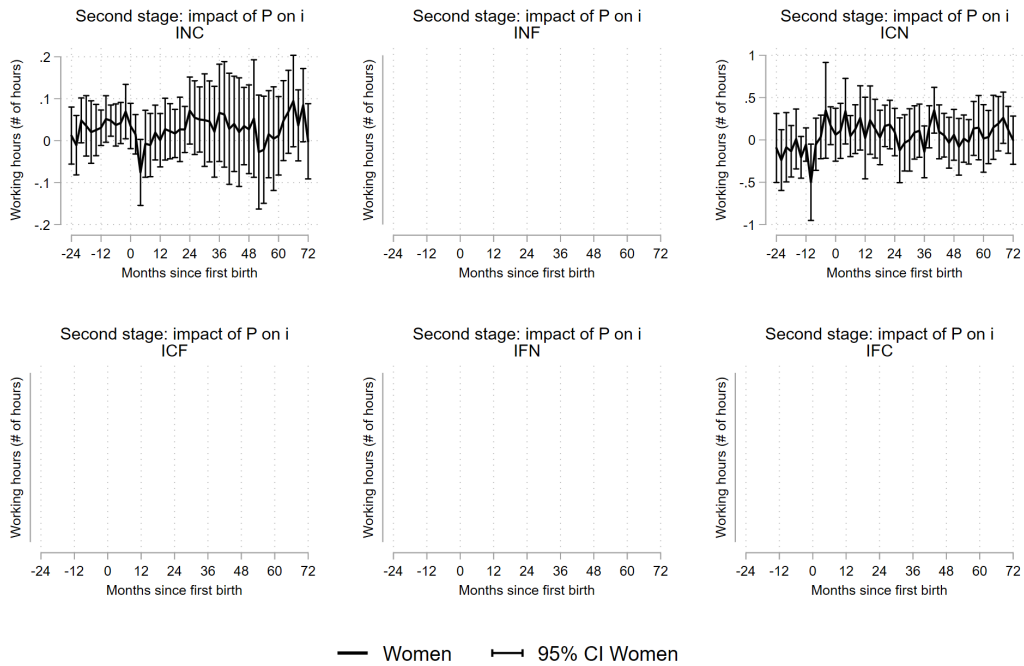 Second stage: impact of P on i
INC
Working hours (# of hours)
.2
.1
0
-.1
-.2
-24 -12 0 12 24 36 48 60 72
Months since first birth
Second stage: impact of P on i
INF
Working hours (# of hours)
-24 -12 0 12 24 36 48 60 72
Months since first birth
Second stage: impact of P on i
ICN
Working hours (# of hours)
1
.5
0
-.5
-1
-24 -12 0 12 24 36 48 60 72
Months since first birth
Second stage: impact of P on i
ICF
Working hours (# of hours)
-24 -12 0 12 24 36 48 60 72
Months since first birth
Second stage: impact of P on i
IFN
Working hours (# of hours)
-24 -12 0 12 24 36 48 60 72
Months since first birth
Second stage: impact of P on i
IFC
Working hours (# of hours)
-24 -12 0 12 24 36 48 60 72
Months since first birth
Women 95% CI Women